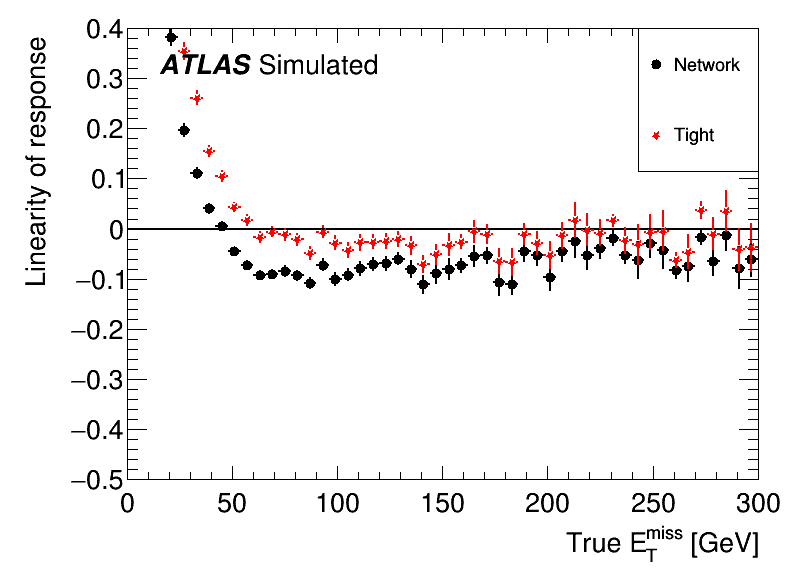 Linearity of response
0.4
0.3
0.2
0.1
0
−0.1
−0.2
−0.3
−0.4
−0.5
ATLAS Simulated
Network
Tight
0 50 100 150 200 250 300
True E_T^miss [GeV]